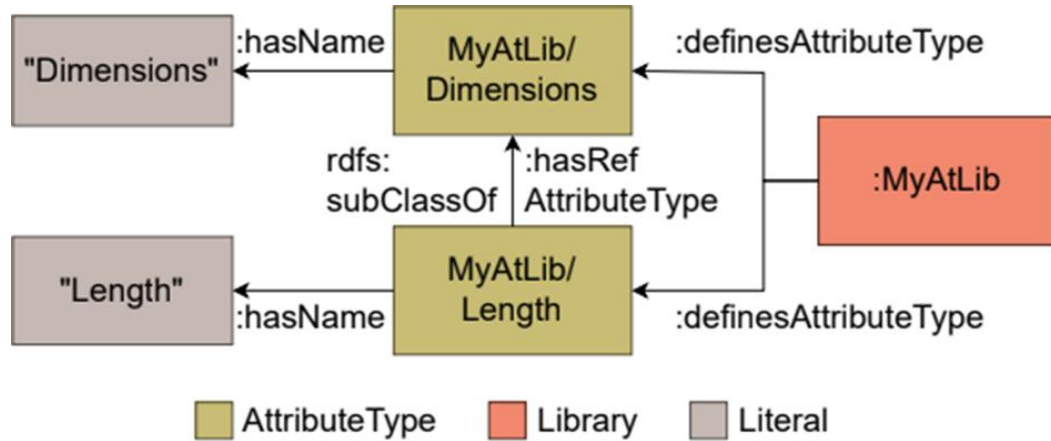 "Dimensions"
:hasName
MyAtLib/
Dimensions
:definesAttributeType
rdfs:
subClassOf
:hasRef
AttributeType
:MyAtLib
"Length"
:hasName
MyAtLib/
Length
:definesAttributeType
AttributeType
Library
Literal